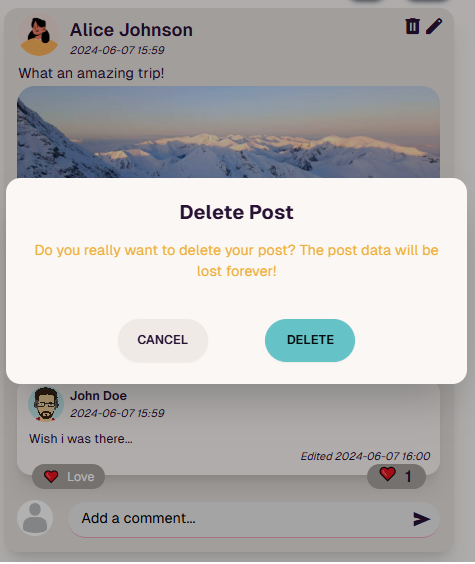 Alice Johnson
2024-06-07 15:59
What an amazing trip!
Delete Post
Do you really want to delete your post? The post data will be
lost forever!
CANCEL DELETE
John Doe
2024-06-07 15:59
Wish i was there...
Edited 2024-06-07 16:00
Love 1
Add a comment...